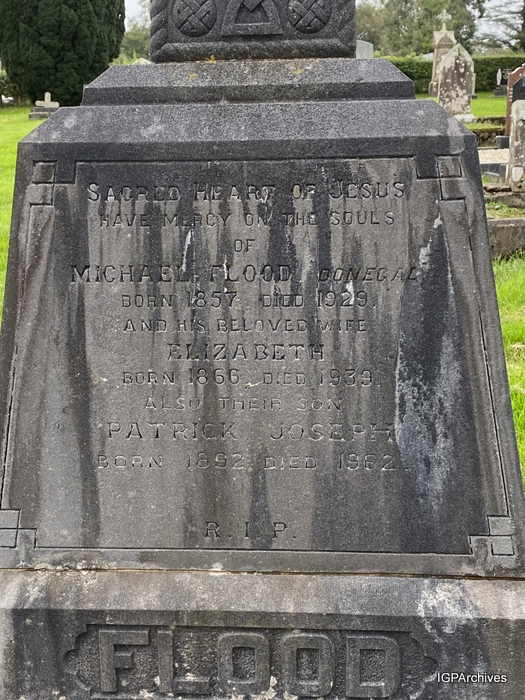 SACRED HEART OF JESUS
HAVE MERCY ON THE SOULS
OF
MICHAEL FLOOD DONEGAL
BORN 1857 DIED 1929.
AND HIS BELOVED WIFE
ELIZABETH
BORN 1866 DIED 1939.
ALSO THEIR SON
PATRICK JOSEPH
BORN 1892 DIED 1962
R.I.P.
FLOOD
IGPArchives